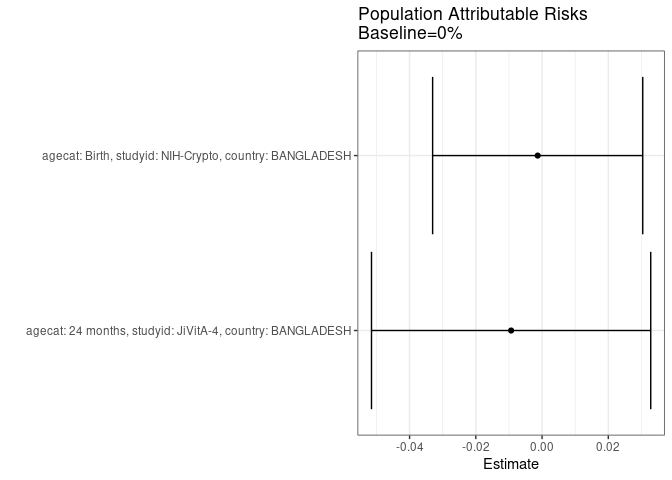 Population Attributable Risks
Baseline=0%
agecat: Birth, studyid: NIH-Crypto, country: BANGLADESH
agecat: 24 months, studyid: JiVitA-4, country: BANGLADESH
-0.04 -0.02 0.00 0.02
Estimate